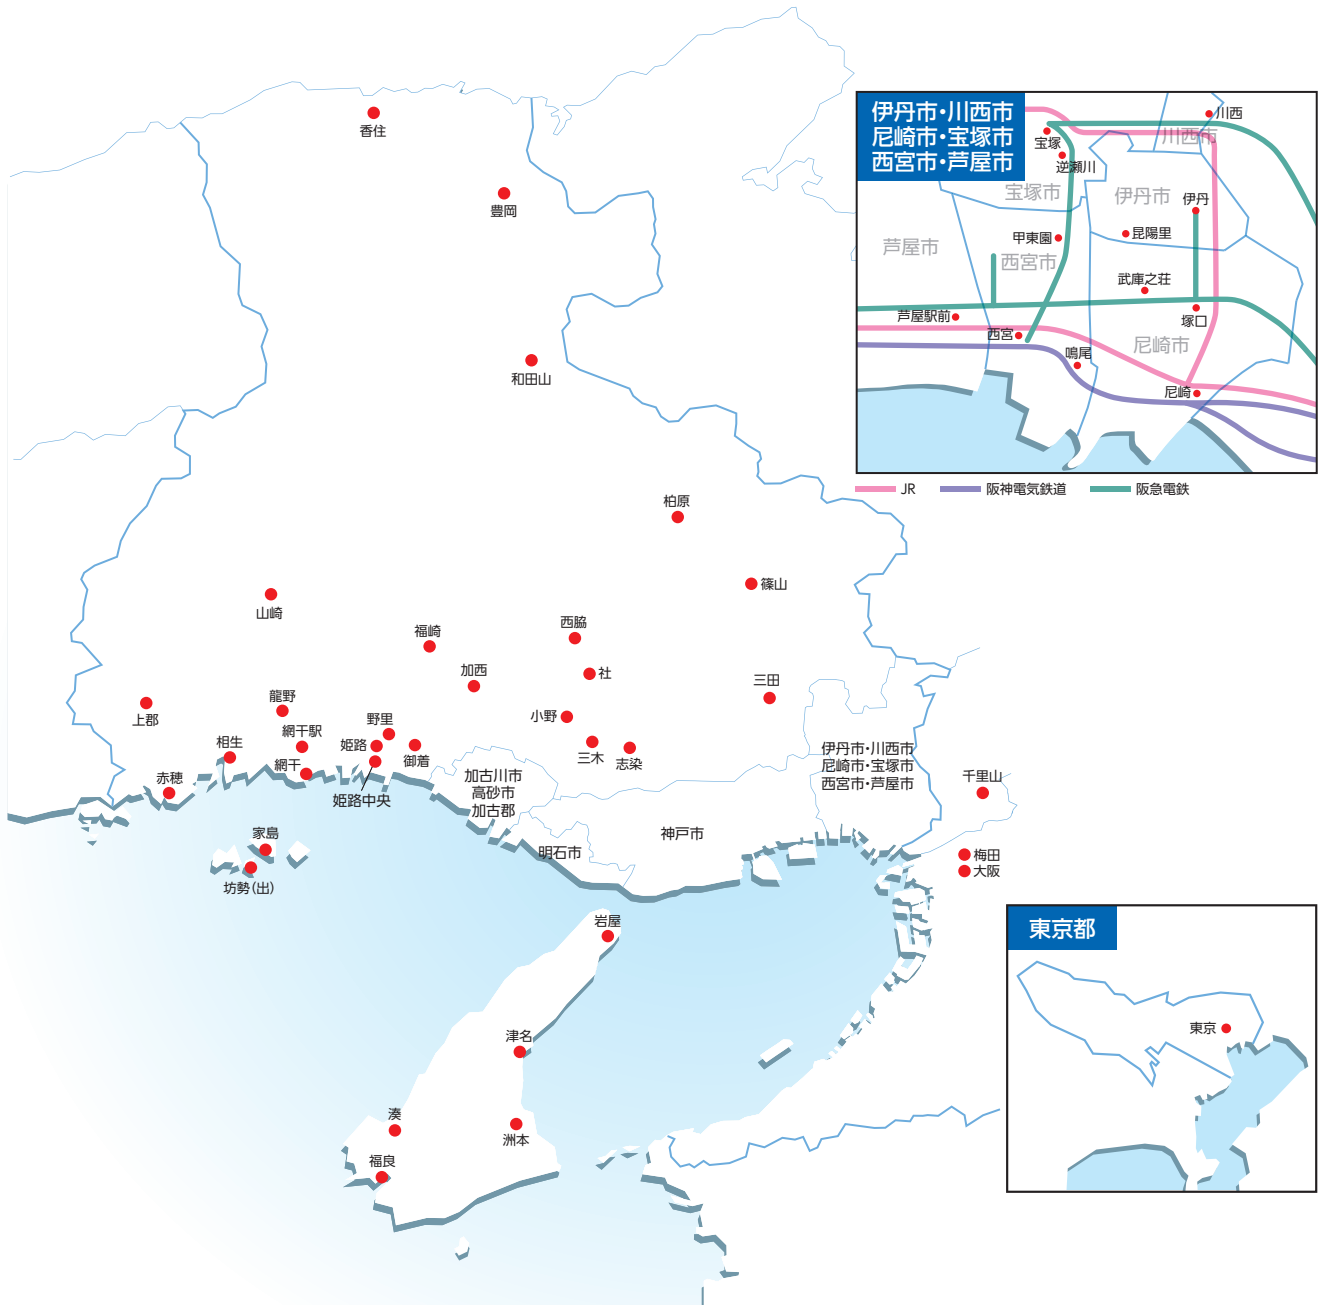 香住
豊岡
和田山
柏原
篠山
山崎
福崎
西脇
加西
社
三田
上郡
龍野
小野
相生
網干駅
野里
姫路
御着
三木
志染
赤穂
網干
姫路中央
加古川市
高砂市
加古郡
伊丹市・川西市
尼崎市・宝塚市
西宮市・芦屋市
千里山
神戸市
明石市
家島
坊勢（出）
梅田
大阪
岩屋
津名
湊
洲本
福良
伊丹市・川西市
尼崎市・宝塚市
西宮市・芦屋市
川西
川西市
宝塚
逆瀬川
宝塚市
伊丹市
伊丹
甲東園
昆陽里
芦屋市
西宮市
武庫之荘
芦屋駅前
塚口
西宮
鳴尾
尼崎市
尼崎
JR
阪神電気鉄道
阪急電鉄
東京都
東京